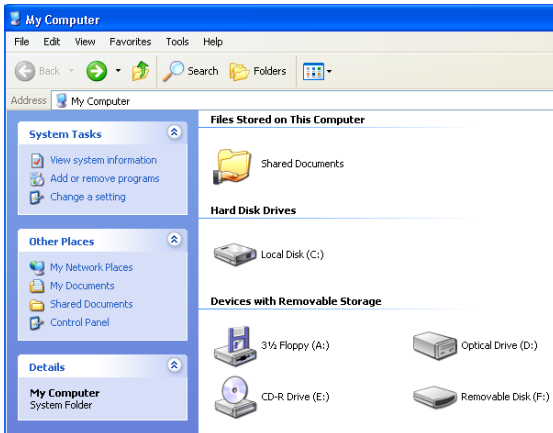 My Computer
File Edit View Favorites Tools Help
Back Search Folders
Address My Computer
System Tasks
View system information
Add or remove programs
Change a setting
Other Places
My Network Places
My Documents
Shared Documents
Control Panel
Details
My Computer
System Folder
Files Stored on This Computer
Shared Documents
Hard Disk Drives
Local Disk (C:)
Devices with Removable Storage
3½ Floppy (A:) Optical Drive (D:)
CD-R Drive (E:) Removable Disk (F:)